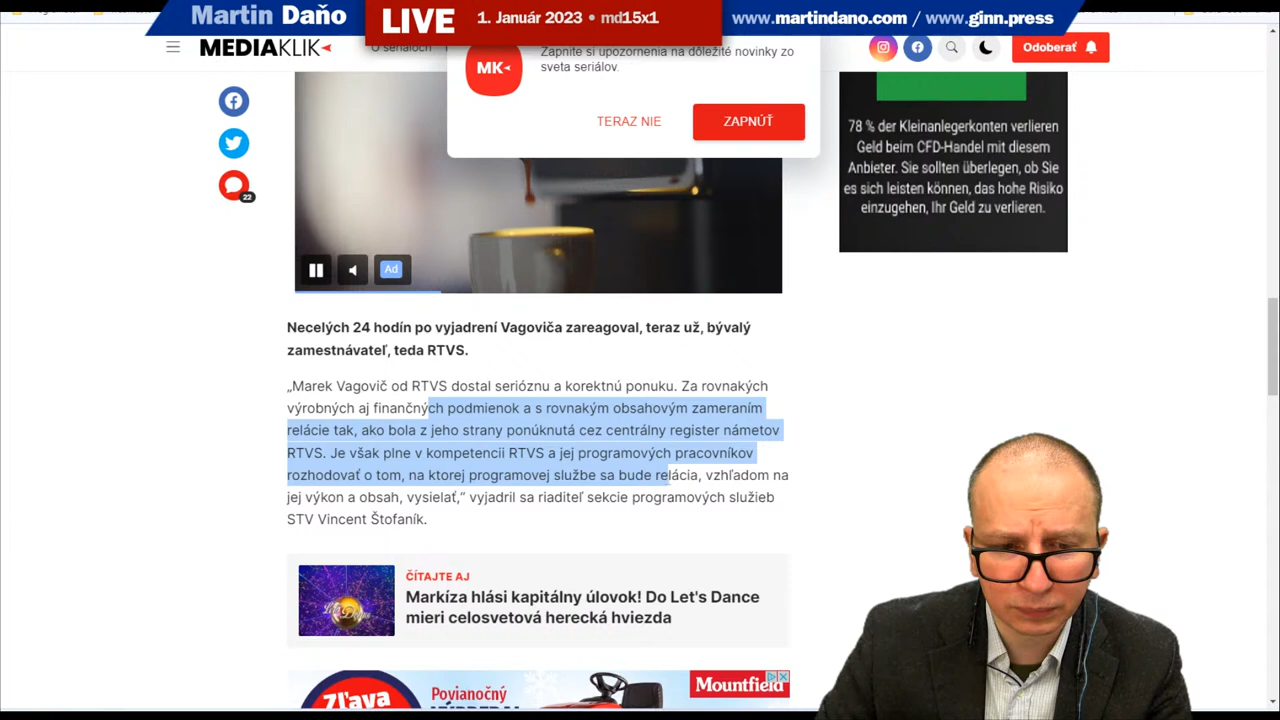 Martin Daňo
LIVE
1. Január 2023 • md15x1
www.martindano.com / www.ginn.press
MEDIAKLIK
O seriáloch
Odoberať
Zapnite si upozornenia na dôležité novinky zo
sveta seriálov.
MK
TERAZ NIE
ZAPNÚŤ
22
Ad
78 % der Kleinanlegerkonten verlieren
Geld beim CFD-Handel mit diesem
Anbieter. Sie sollten überlegen, ob Sie
es sich leisten können, das hohe Risiko
einzugehen, Ihr Geld zu verlieren.
Necelých 24 hodín po vyjadrení Vagoviča zareagoval, teraz už, bývalý
zamestnávateľ, teda RTVS.
„Marek Vagovič od RTVS dostal serióznu a korektnú ponuku. Za rovnakých
výrobných aj finančných podmienok a s rovnakým obsahovým zameraním
relácie tak, ako bola z jeho strany ponúknutá cez centrálny register námetov
RTVS. Je však plne v kompetencii RTVS a jej programových pracovníkov
rozhodovať o tom, na ktorej programovej službe sa bude relácia, vzhľadom na
jej výkon a obsah, vysielať,“ vyjadril sa riaditeľ sekcie programových služieb
STV Vincent Štofaník.
ČÍTAJTE AJ
Markíza hlási kapitálny úlovok! Do Let's Dance
mieri celosvetová herecká hviezda
Zľava
Povianočný
VÝPREDAJ
Mountfield